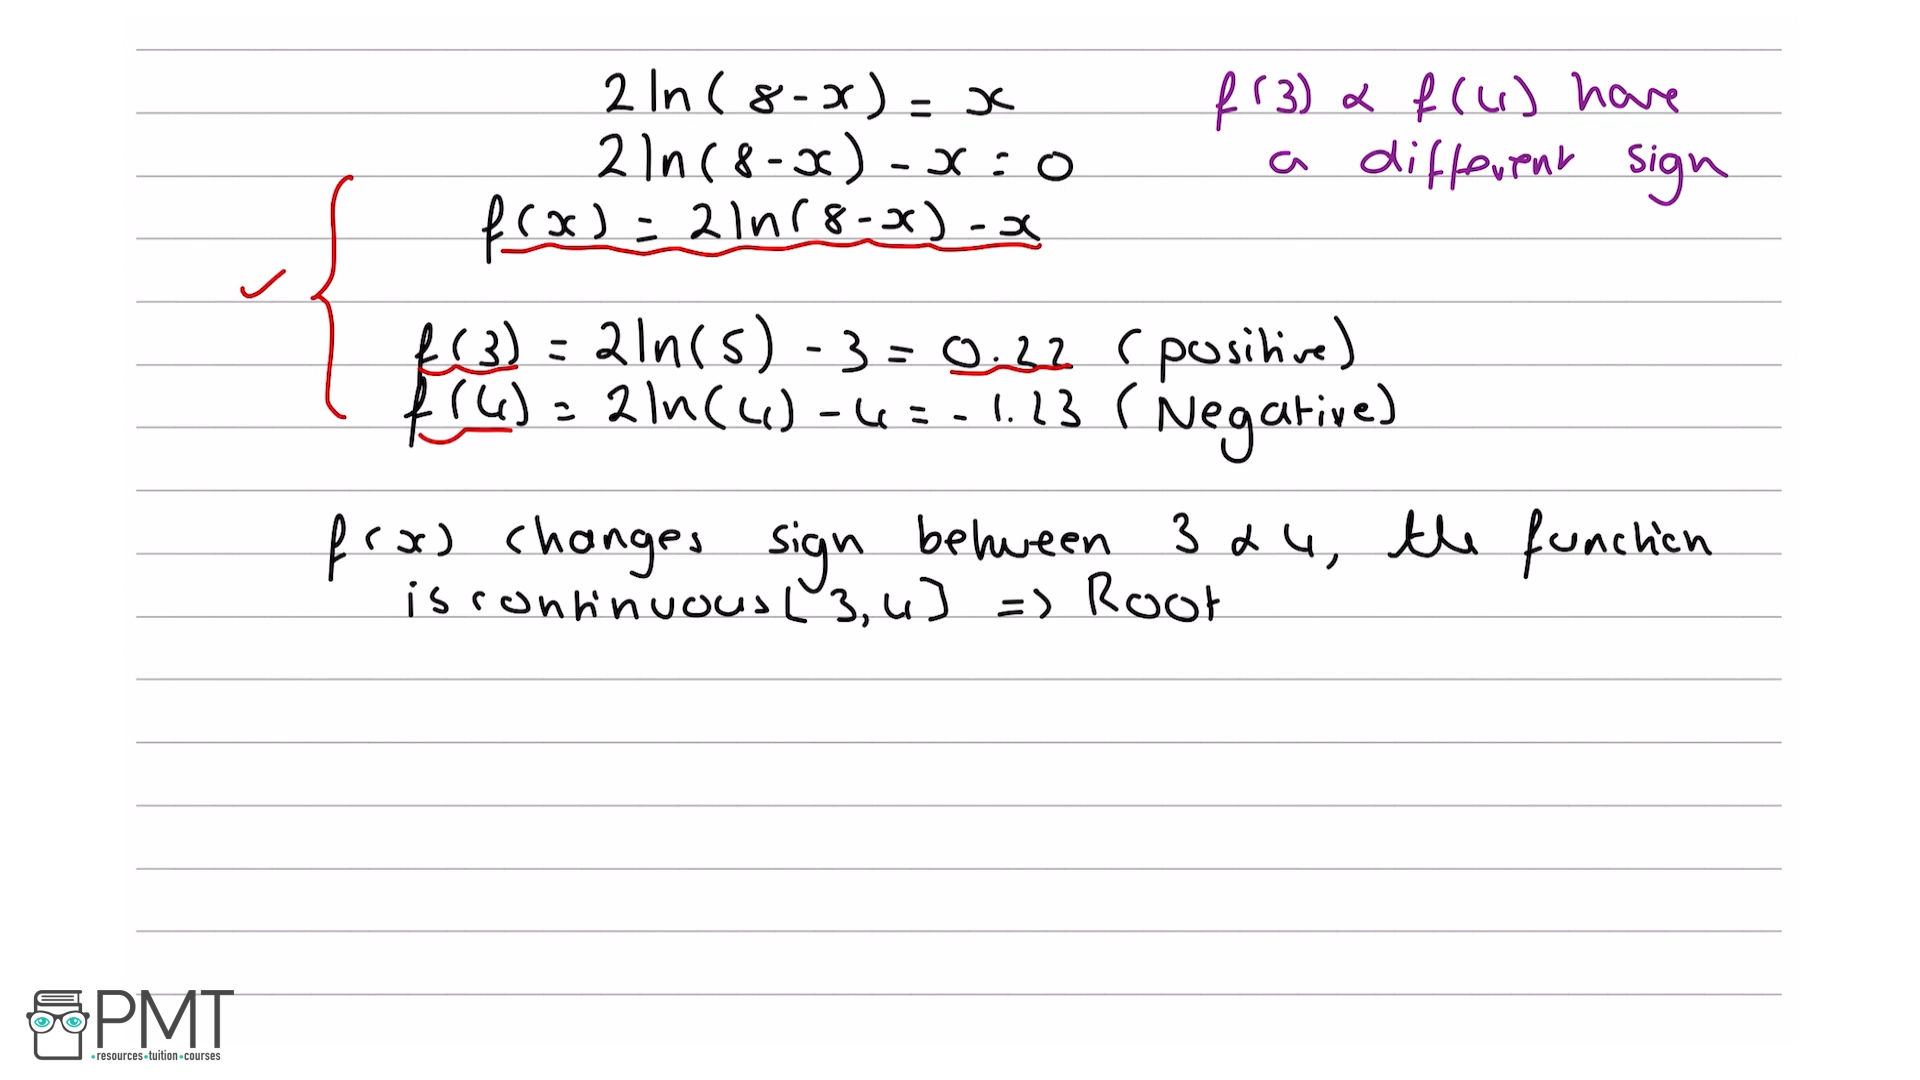 2ln(8-x) = x
2ln(8-x) - x = 0
f(x) = 2ln(8-x) - x
f(3) & f(4) have
a different sign
f(3) = 2ln(5) - 3 = 0.22 (positive)
f(4) = 2ln(4) - 4 = -1.23 (Negative)
f(x) changes sign between 3 & 4, the function
is continuous [3,4] => Root
PMT
•resources•tuition•courses